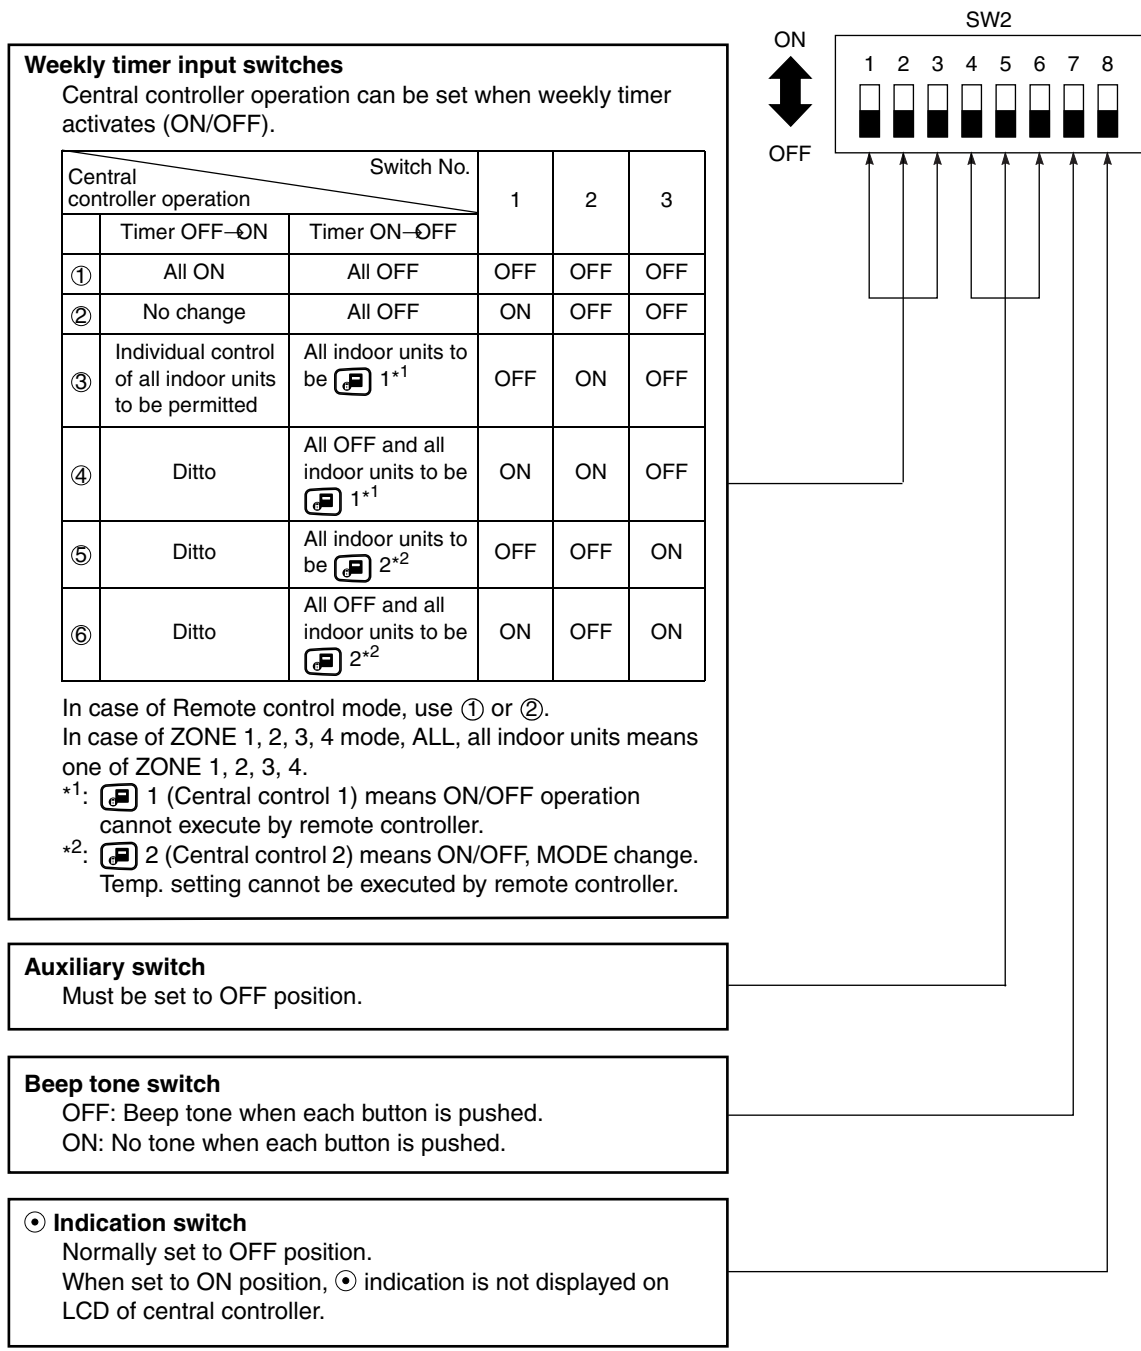 SW2
ON
OFF
1 2 3 4 5 6 7 8
Weekly timer input switches
Central controller operation can be set when weekly timer
activates (ON/OFF).
Switch No.
Central
controller operation
1 2 3
Timer OFF→ON Timer ON→OFF
① All ON All OFF OFF OFF OFF
② No change All OFF ON OFF OFF
③ Individual control
of all indoor units
to be permitted
All indoor units to
be 1*1
OFF ON OFF
④ Ditto
All OFF and all
indoor units to be
1*1
ON ON OFF
⑤ Ditto
All indoor units to
be 2*2
OFF OFF ON
⑥ Ditto
All OFF and all
indoor units to be
2*2
ON OFF ON
In case of Remote control mode, use ① or ②.
In case of ZONE 1, 2, 3, 4 mode, ALL, all indoor units means
one of ZONE 1, 2, 3, 4.
*1: 1 (Central control 1) means ON/OFF operation
cannot execute by remote controller.
*2: 2 (Central control 2) means ON/OFF, MODE change.
Temp. setting cannot be executed by remote controller.
Auxiliary switch
Must be set to OFF position.
Beep tone switch
OFF: Beep tone when each button is pushed.
ON: No tone when each button is pushed.
⊙ Indication switch
Normally set to OFF position.
When set to ON position, ⊙ indication is not displayed on
LCD of central controller.